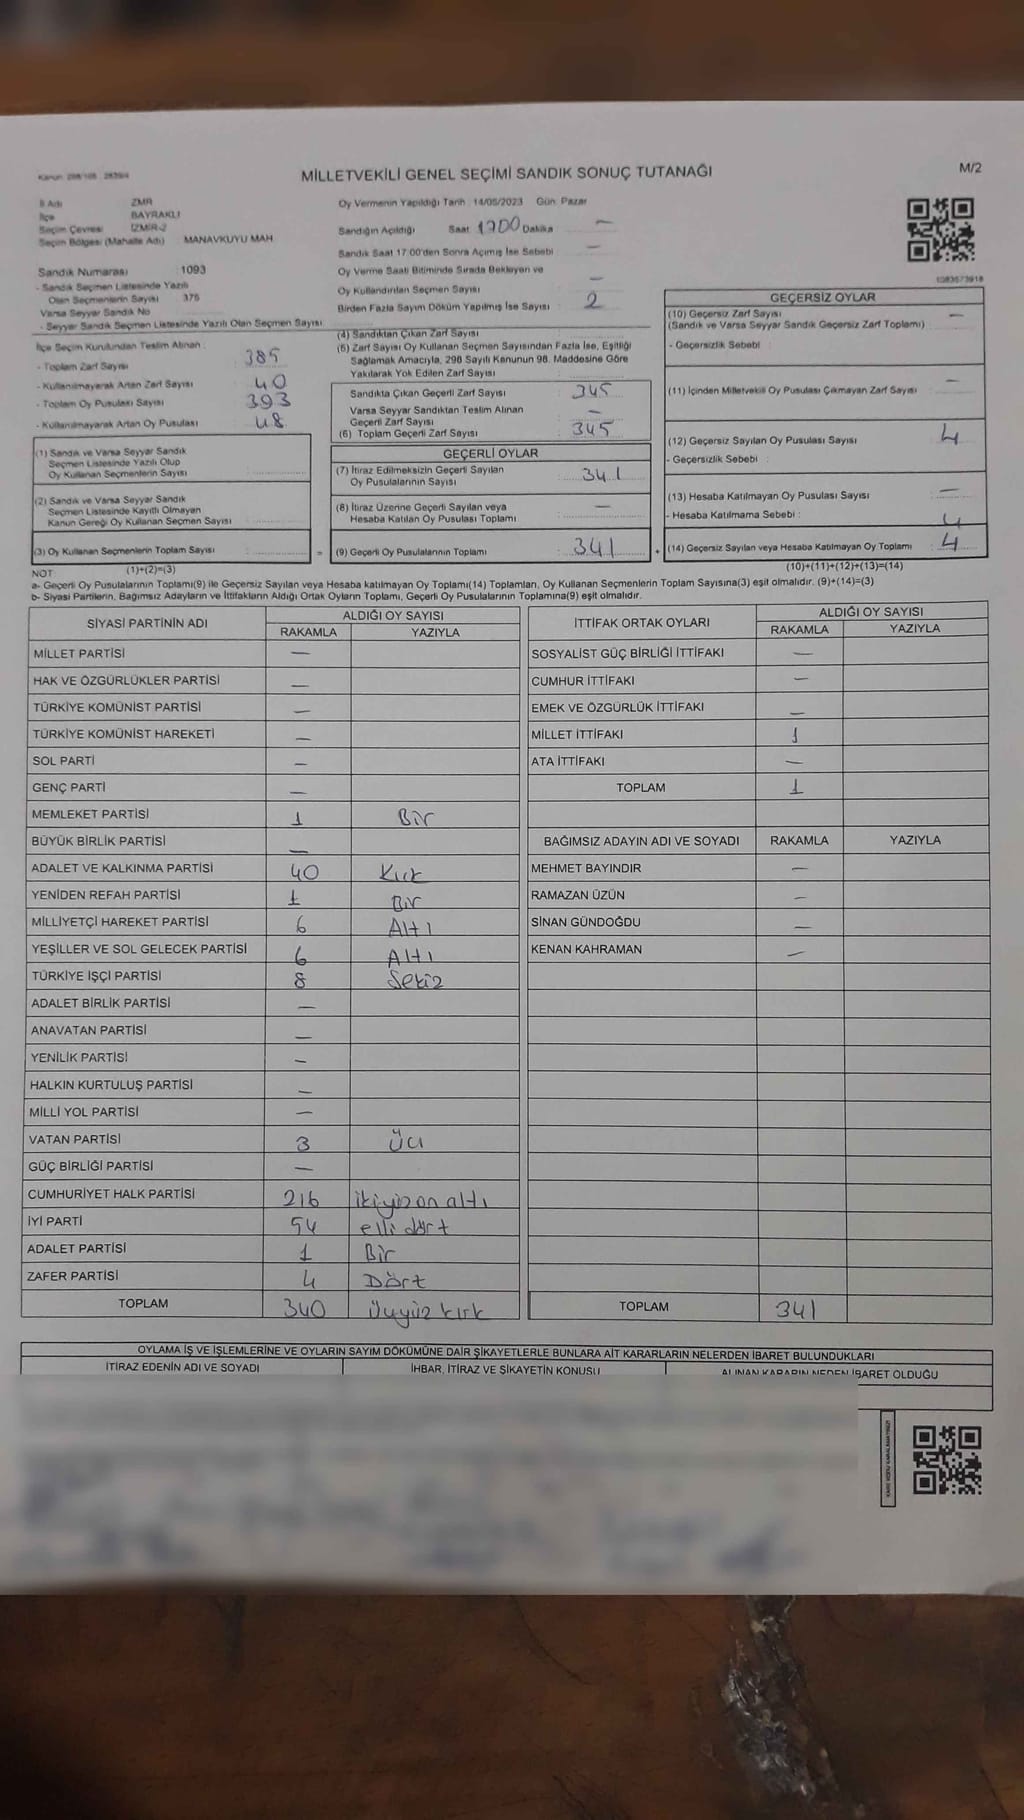 Kanun: 298/105 : 2839/4
MİLLETVEKİLİ GENEL SEÇİMİ SANDIK SONUÇ TUTANAĞI
M/2
İl Adı : İZMİR
İlçe : BAYRAKLI
Seçim Çevresi : İZMİR-2
Seçim Bölgesi (Mahalle Adı) : MANAVKUYU MAH
Sandık Numarası : 1093
- Sandık Seçmen Listesinde Yazılı
Olan Seçmenlerin Sayısı : 375
Varsa Seyyar Sandık No
- Seyyar Sandık Seçmen Listesinde Yazılı Olan Seçmen Sayısı
Oy Vermenin Yapıldığı Tarih : 14/05/2023 Gün: Pazar
Sandığın Açıldığı Saat: 1700 Dakika —
Sandık Saat 17.00'den Sonra Açımış İse Sebebi —
Oy Verme Saati Bitiminde Sırada Bekleyen ve
Oy Kullandırılan Seçmen Sayısı —
Birden Fazla Sayım Döküm Yapılmış İse Sayısı : 2
1083573918
İlçe Seçim Kurulundan Teslim Alınan :
- Toplam Zarf Sayısı 385
- Kullanılmayarak Artan Zarf Sayısı 40
- Toplam Oy Pusulası Sayısı 393
- Kullanılmayarak Artan Oy Pusulası 48
(4) Sandıktan Çıkan Zarf Sayısı
(5) Zarf Sayısı Oy Kullanan Seçmen Sayısından Fazla İse, Eşitliği
Sağlamak Amacıyla, 298 Sayılı Kanunun 98. Maddesine Göre
Yakılarak Yok Edilen Zarf Sayısı
Sandıkta Çıkan Geçerli Zarf Sayısı 345
Varsa Seyyar Sandıktan Teslim Alınan
Geçerli Zarf Sayısı —
(6) Toplam Geçerli Zarf Sayısı 345
GEÇERSİZ OYLAR
(10) Geçersiz Zarf Sayısı —
(Sandık ve Varsa Seyyar Sandık Geçersiz Zarf Toplamı)
- Geçersizlik Sebebi :
(11) İçinden Milletvekili Oy Pusulası Çıkmayan Zarf Sayısı —
(12) Geçersiz Sayılan Oy Pusulası Sayısı 4
- Geçersizlik Sebebi :
(13) Hesaba Katılmayan Oy Pusulası Sayısı —
- Hesaba Katılmama Sebebi : 4
(14) Geçersiz Sayılan veya Hesaba Katılmayan Oy Toplamı : 4
(10)+(11)+(12)+(13)=(14)
(1) Sandık ve Varsa Seyyar Sandık
Seçmen Listesinde Yazılı Olup
Oy Kullanan Seçmenlerin Sayısı
(2) Sandık ve Varsa Seyyar Sandık
Seçmen Listesinde Kayıtlı Olmayan
Kanun Gereği Oy Kullanan Seçmen Sayısı
(3) Oy Kullanan Seçmenlerin Toplam Sayısı : =
GEÇERLİ OYLAR
(7) İtiraz Edilmeksizin Geçerli Sayılan
Oy Pusulalarının Sayısı 341
(8) İtiraz Üzerine Geçerli Sayılan veya
Hesaba Katılan Oy Pusulası Toplamı —
(9) Geçerli Oy Pusulalarının Toplamı 341 +
NOT (1)+(2)=(3)
a- Geçerli Oy Pusulalarının Toplamı(9) ile Geçersiz Sayılan veya Hesaba katılmayan Oy Toplamı(14) Toplamları, Oy Kullanan Seçmenlerin Toplam Sayısına(3) eşit olmalıdır. (9)+(14)=(3)
b- Siyasi Partilerin, Bağımsız Adayların ve İttifakların Aldığı Ortak Oyların Toplamı, Geçerli Oy Pusulalarının Toplamına(9) eşit olmalıdır.
SİYASİ PARTİNİN ADI ALDIĞI OY SAYISI
RAKAMLA YAZIYLA
MİLLET PARTİSİ —
HAK VE ÖZGÜRLÜKLER PARTİSİ —
TÜRKİYE KOMÜNİST PARTİSİ —
TÜRKİYE KOMÜNİST HAREKETİ —
SOL PARTİ —
GENÇ PARTİ —
MEMLEKET PARTİSİ 1 Bir
BÜYÜK BİRLİK PARTİSİ —
ADALET VE KALKINMA PARTİSİ 40 Kırk
YENİDEN REFAH PARTİSİ 1 Bir
MİLLİYETÇİ HAREKET PARTİSİ 6 Altı
YEŞİLLER VE SOL GELECEK PARTİSİ 6 Altı
TÜRKİYE İŞÇİ PARTİSİ 8 Sekiz
ADALET BİRLİK PARTİSİ —
ANAVATAN PARTİSİ —
YENİLİK PARTİSİ —
HALKIN KURTULUŞ PARTİSİ —
MİLLİ YOL PARTİSİ —
VATAN PARTİSİ 3 Üç
GÜÇ BİRLİĞİ PARTİSİ —
CUMHURİYET HALK PARTİSİ 216 ikiyüzon altı
İYİ PARTİ 54 elli dört
ADALET PARTİSİ 1 Bir
ZAFER PARTİSİ 4 Dört
TOPLAM 340 Üçyüz kırk
İTTİFAK ORTAK OYLARI ALDIĞI OY SAYISI
RAKAMLA YAZIYLA
SOSYALİST GÜÇ BİRLİĞİ İTTİFAKI —
CUMHUR İTTİFAKI —
EMEK VE ÖZGÜRLÜK İTTİFAKI —
MİLLET İTTİFAKI 1
ATA İTTİFAKI —
TOPLAM 1
BAĞIMSIZ ADAYIN ADI VE SOYADI RAKAMLA YAZIYLA
MEHMET BAYINDIR —
RAMAZAN ÜZÜN —
SİNAN GÜNDOĞDU —
KENAN KAHRAMAN —
TOPLAM 341
OYLAMA İŞ VE İŞLEMLERİNE VE OYLARIN SAYIM DÖKÜMÜNE DAİR ŞİKAYETLERLE BUNLARA AİT KARARLARIN NELERDEN İBARET BULUNDUKLARI
İTİRAZ EDENİN ADI VE SOYADI İHBAR, İTİRAZ VE ŞİKAYETİN KONUSU ALINAN KARARIN NEDEN İBARET OLDUĞU